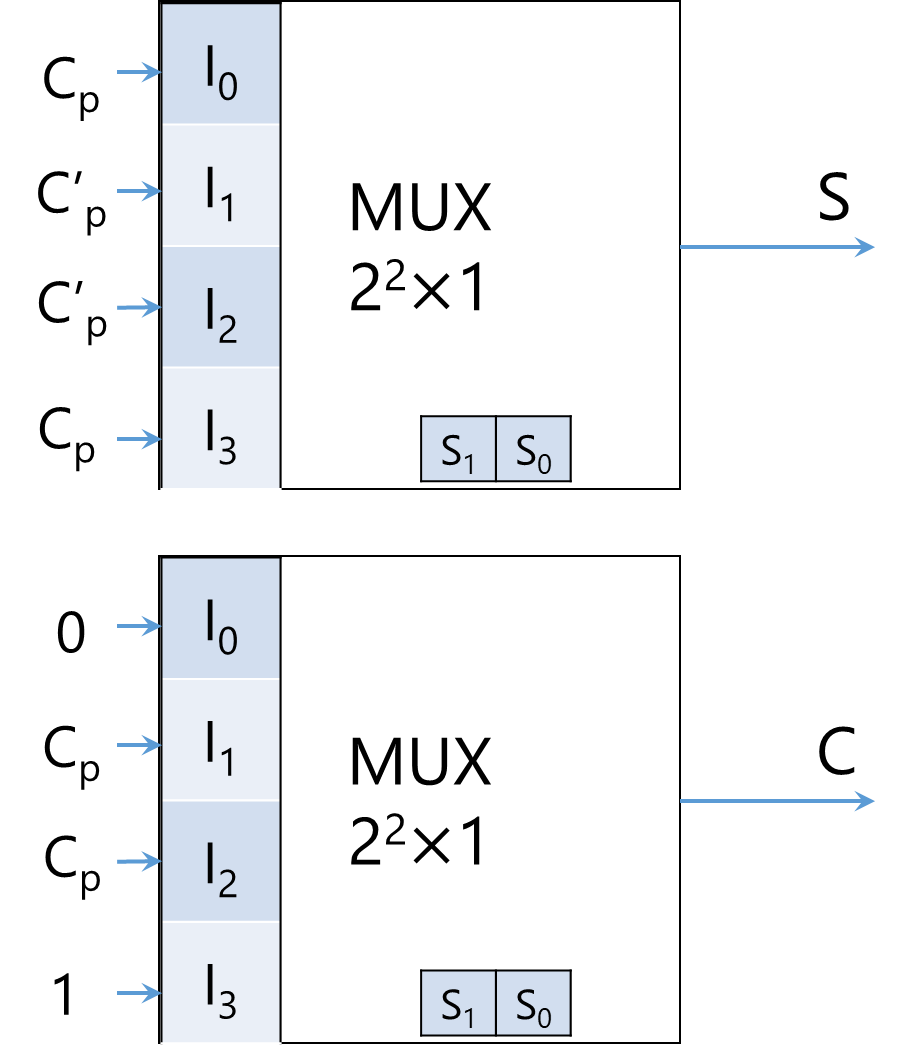 Cₚ
I₀
C′ₚ
I₁
MUX
S
C′ₚ
I₂
2²×1
Cₚ
I₃
S₁ S₀
0
I₀
Cₚ
I₁
MUX
C
Cₚ
I₂
2²×1
1
I₃
S₁ S₀